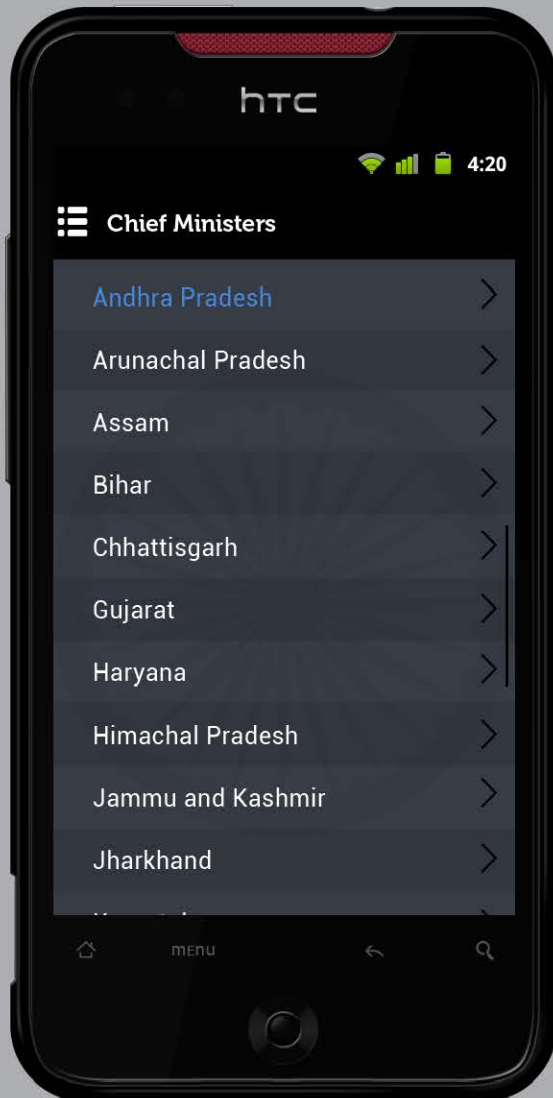 htc
4:20
Chief Ministers
Andhra Pradesh
Arunachal Pradesh
Assam
Bihar
Chhattisgarh
Gujarat
Haryana
Himachal Pradesh
Jammu and Kashmir
Jharkhand
MENU